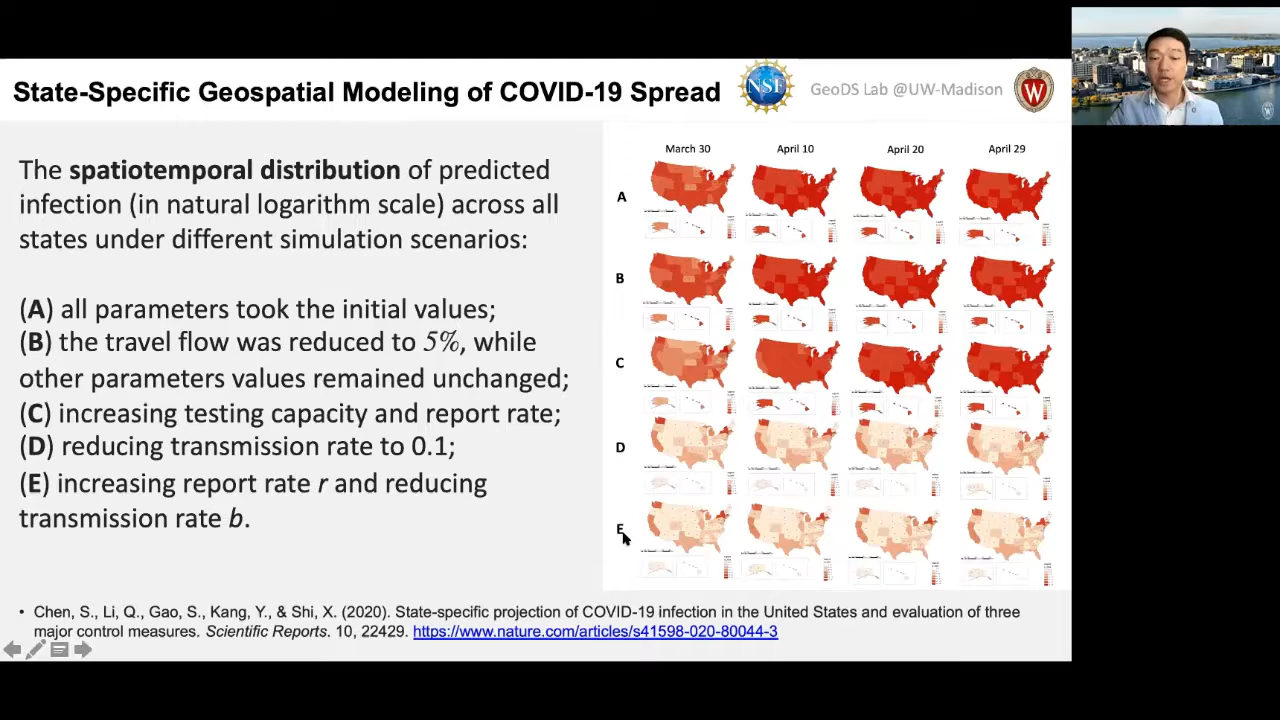 State-Specific Geospatial Modeling of COVID-19 Spread
NSF
GeoDS Lab @UW-Madison
W
The spatiotemporal distribution of predicted
infection (in natural logarithm scale) across all
states under different simulation scenarios:
(A) all parameters took the initial values;
(B) the travel flow was reduced to 5%, while
other parameters values remained unchanged;
(C) increasing testing capacity and report rate;
(D) reducing transmission rate to 0.1;
(E) increasing report rate r and reducing
transmission rate b.
March 30
April 10
April 20
April 29
A
B
C
D
E
• Chen, S., Li, Q., Gao, S., Kang, Y., & Shi, X. (2020). State-specific projection of COVID-19 infection in the United States and evaluation of three
major control measures. Scientific Reports. 10, 22429. https://www.nature.com/articles/s41598-020-80044-3